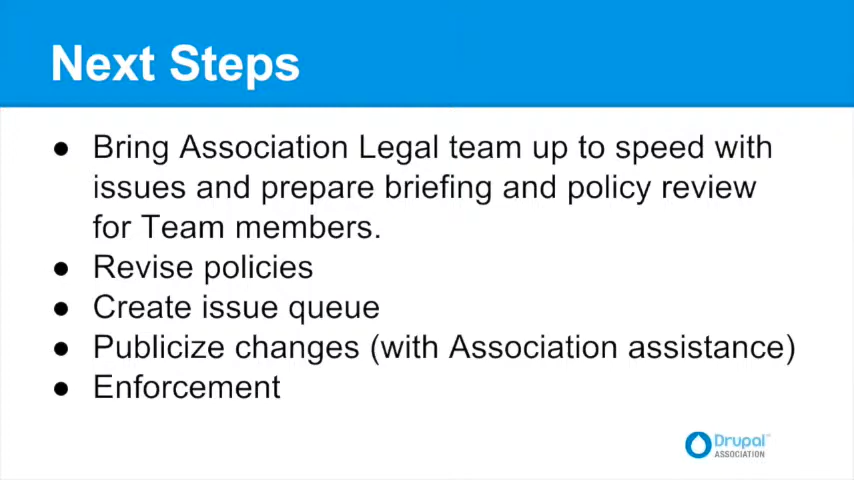 Next Steps
● Bring Association Legal team up to speed with
issues and prepare briefing and policy review
for Team members.
● Revise policies
● Create issue queue
● Publicize changes (with Association assistance)
● Enforcement
Drupal™
ASSOCIATION